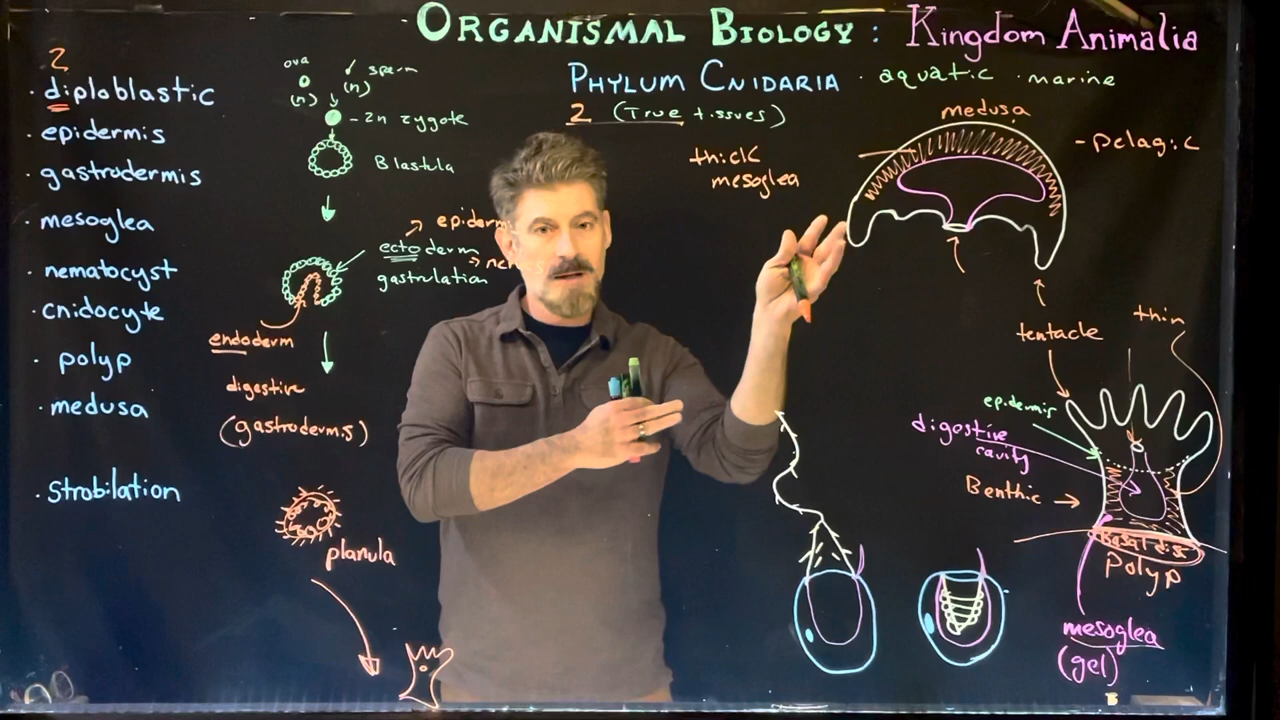 ORGANISMAL BIOLOGY : Kingdom Animalia
PHYLUM CNIDARIA · aquatic · marine
2 (True tissues)
2
· diploblastic
· epidermis
· gastrodermis
· mesoglea
· nematocyst
· cnidocyte
· polyp
· medusa
· Strobilation
ova
(n)
sperm
(n)
- 2n zygote
Blastula
→ epiderm
ectoderm
gastrulation
endoderm
digestive
(gastrodermis)
planula
medusa
- pelagic
thick
mesoglea
tentacle
thin
epidermis
digostive
cavity
Benthic →
Basal disc
Polyp
mesoglea
(gel)